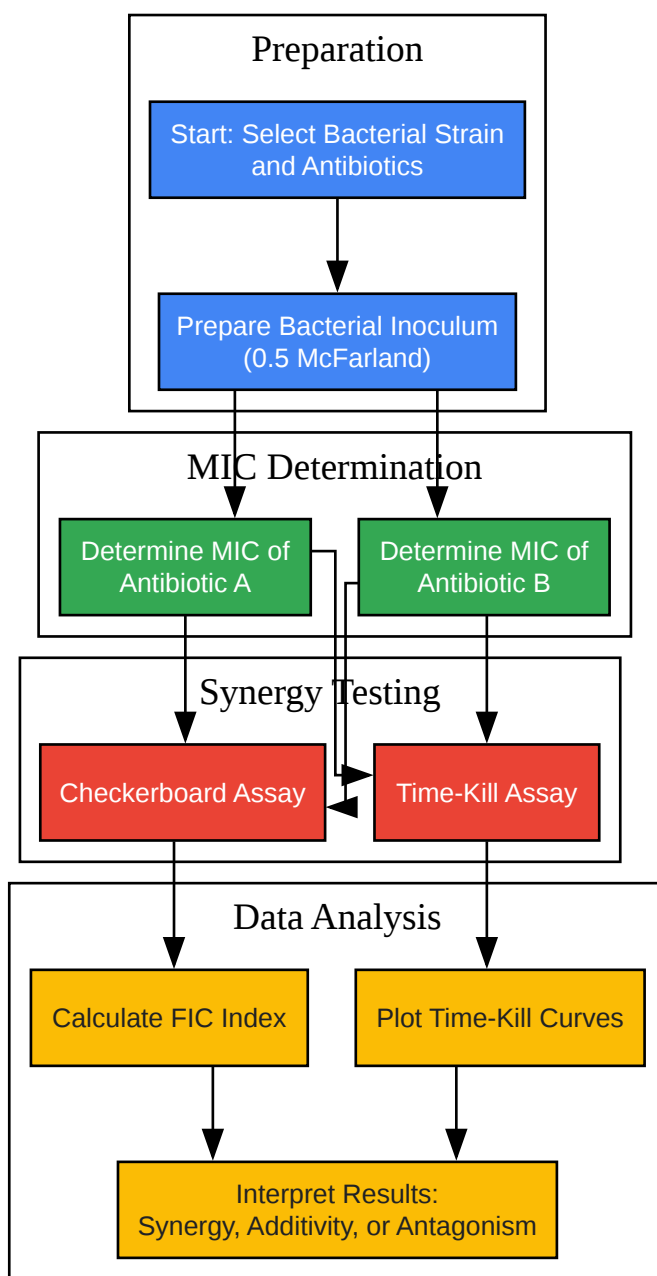 Preparation
Start: Select Bacterial Strain
and Antibiotics
Prepare Bacterial Inoculum
(0.5 McFarland)
MIC Determination
Determine MIC of
Antibiotic A
Determine MIC of
Antibiotic B
Synergy Testing
Checkerboard Assay
Time-Kill Assay
Data Analysis
Calculate FIC Index
Plot Time-Kill Curves
Interpret Results:
Synergy, Additivity, or Antagonism